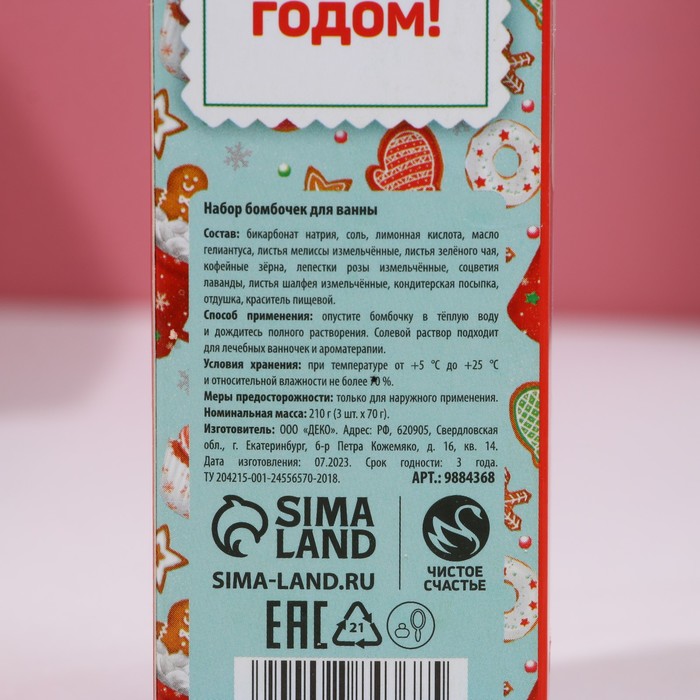 ГОДОМ!
Набор бомбочек для ванны
Состав: бикарбонат натрия, соль, лимонная кислота, масло
гелиантуса, листья мелиссы измельчённые, листья зелёного чая,
кофейные зёрна, лепестки розы измельчённые, соцветия
лаванды, листья шалфея измельчённые, кондитерская посыпка,
отдушка, краситель пищевой.
Способ применения: опустите бомбочку в тёплую воду
и дождитесь полного растворения. Солевой раствор подходит
для лечебных ванночек и ароматерапии.
Условия хранения: при температуре от +5 °С до +25 °С
и относительной влажности не более 70 %.
Меры предосторожности: только для наружного применения.
Номинальная масса: 210 г (3 шт. х 70 г).
Изготовитель: ООО «ДЕКО». Адрес: РФ, 620905, Свердловская
обл., г. Екатеринбург, б-р Петра Кожемяко, д. 16, кв. 14.
Дата изготовления: 07.2023. Срок годности: 3 года.
ТУ 204215-001-24556570-2018. АРТ.: 9884368
SIMA
LAND
SIMA-LAND.RU
ЧИСТОЕ
СЧАСТЬЕ
EAC
21